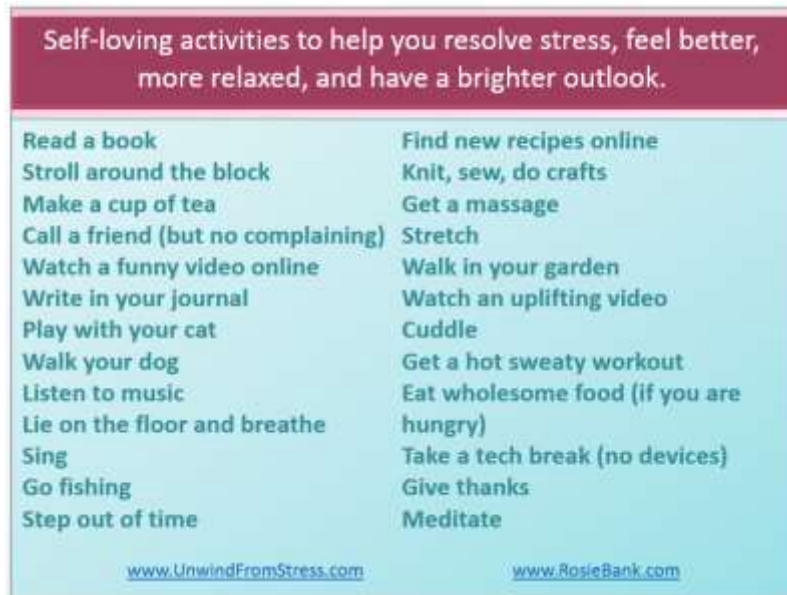 Self-loving activities to help you resolve stress, feel better,
more relaxed, and have a brighter outlook.
Read a book
Stroll around the block
Make a cup of tea
Call a friend (but no complaining)
Watch a funny video online
Write in your journal
Play with your cat
Walk your dog
Listen to music
Lie on the floor and breathe
Sing
Go fishing
Step out of time
Find new recipes online
Knit, sew, do crafts
Get a massage
Stretch
Walk in your garden
Watch an uplifting video
Cuddle
Get a hot sweaty workout
Eat wholesome food (if you are
hungry)
Take a tech break (no devices)
Give thanks
Meditate
www.UnwindFromStress.com
www.RosieBank.com